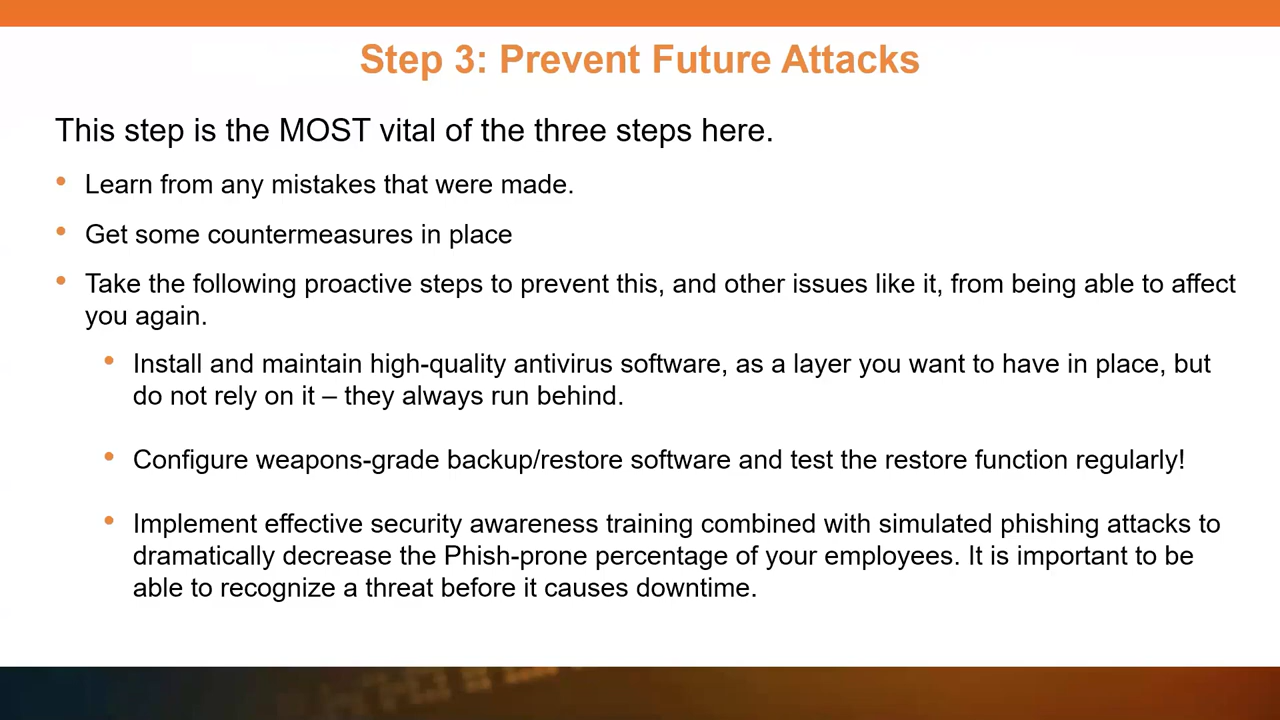 Step 3: Prevent Future Attacks
This step is the MOST vital of the three steps here.
• Learn from any mistakes that were made.
• Get some countermeasures in place
• Take the following proactive steps to prevent this, and other issues like it, from being able to affect
you again.
• Install and maintain high-quality antivirus software, as a layer you want to have in place, but
do not rely on it – they always run behind.
• Configure weapons-grade backup/restore software and test the restore function regularly!
• Implement effective security awareness training combined with simulated phishing attacks to
dramatically decrease the Phish-prone percentage of your employees. It is important to be
able to recognize a threat before it causes downtime.